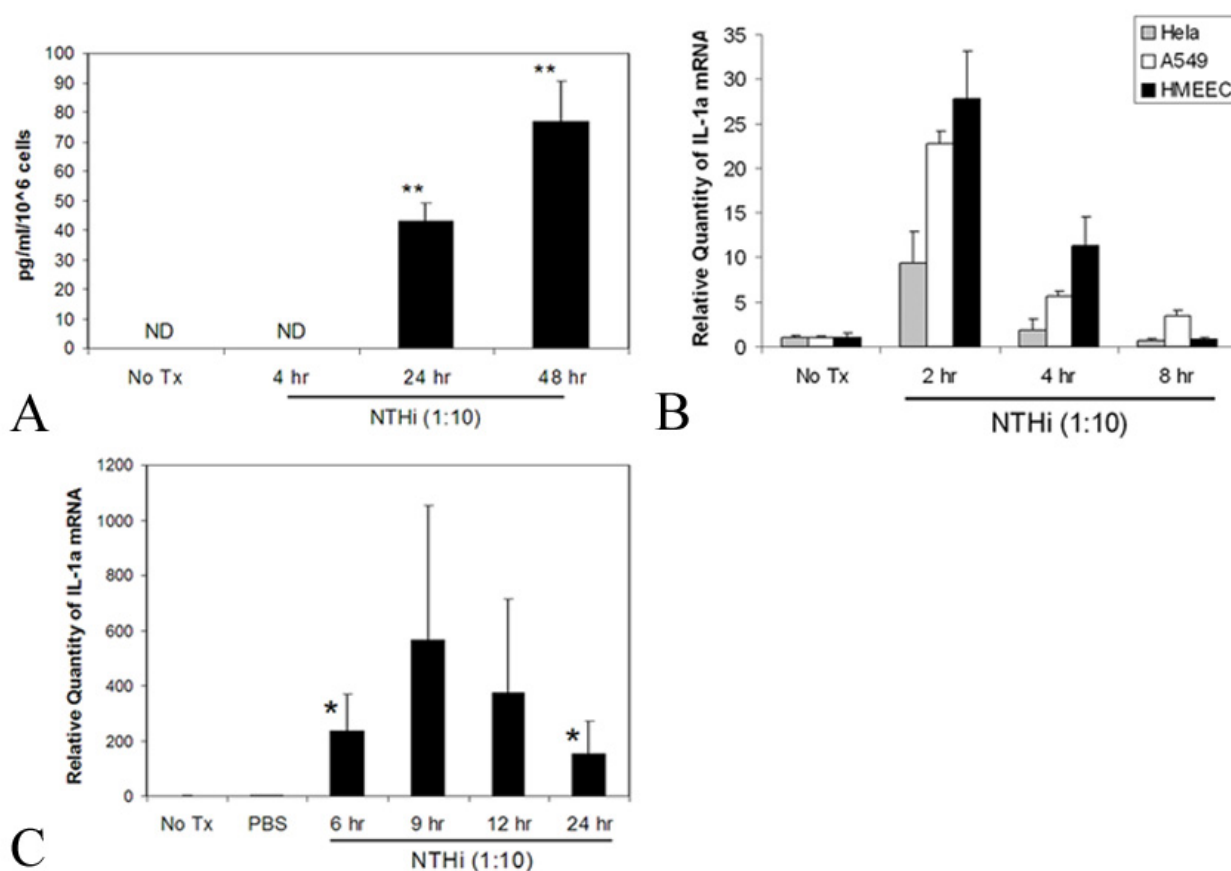 100
90
80
70
60
50
40
30
20
10
0
pg/ml/10^6 cells
**
**
ND
ND
No Tx
4 hr
24 hr
48 hr
NTHi (1:10)
A
Hela
A549
HMEEC
35
30
25
20
15
10
5
0
Relative Quantity of IL-1a mRNA
No Tx
2 hr
4 hr
8 hr
NTHi (1:10)
B
1200
1000
800
600
400
200
0
Relative Quantity of IL-1a mRNA
*
*
No Tx
PBS
6 hr
9 hr
12 hr
24 hr
NTHi (1:10)
C